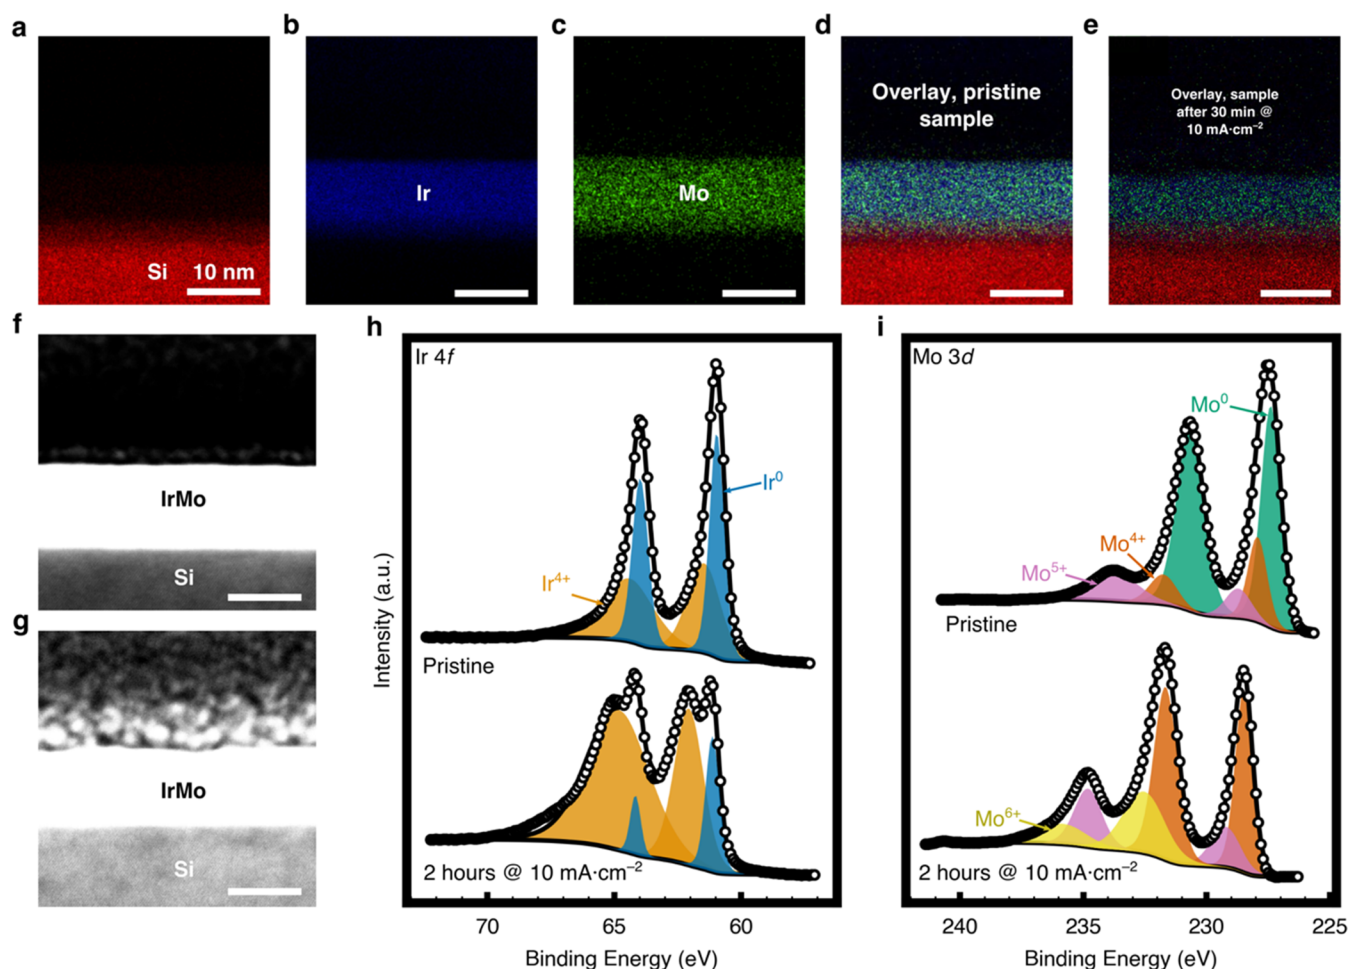 a
b
c
d
e
Si
10 nm
Ir
Mo
Overlay, pristine
sample
Overlay, sample
after 30 min @
10 mA·cm⁻²
f
IrMo
Si
g
IrMo
Si
h
Ir 4f
Ir⁰
Ir⁴⁺
Pristine
2 hours @ 10 mA·cm⁻²
Intensity (a.u.)
70
65
60
Binding Energy (eV)
i
Mo 3d
Mo⁰
Mo⁴⁺
Mo⁵⁺
Pristine
Mo⁶⁺
2 hours @ 10 mA·cm⁻²
240
235
230
225
Binding Energy (eV)